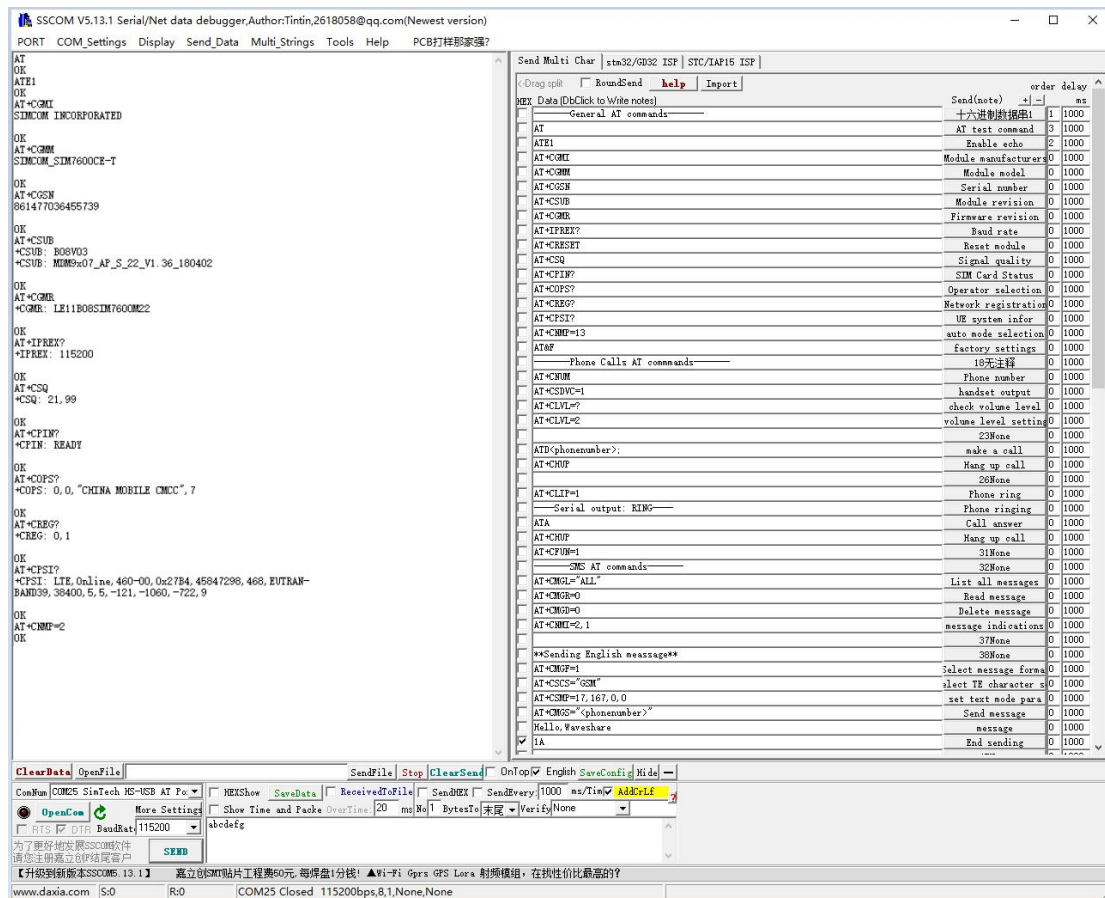 SSCOM V5.13.1 Serial/Net data debugger,Author:Tintin,2618058@qq.com(Newest version)
PORT COM_Settings Display Send_Data Multi_Strings Tools Help PCB打样那家强?
AT
OK
ATE1
OK
AT+CGMI
SIMCOM INCORPORATED
OK
AT+CGMM
SIMCOM_SIM7600CE-T
OK
AT+CGSN
861477036455739
OK
AT+CSUB
+CSUB: B08V03
+CSUB: MDM9x07_AP_S_22_V1.36_180402
OK
AT+CGMR
+CGMR: LE11B08SIM7600M22
OK
AT+IPREX?
+IPREX: 115200
OK
AT+CSQ
+CSQ: 21,99
OK
AT+CPIN?
+CPIN: READY
OK
AT+COPS?
+COPS: 0,0,"CHINA MOBILE CMCC",7
OK
AT+CREG?
+CREG: 0,1
OK
AT+CPSI?
+CPSI: LTE,Online,460-00,0x27B4,45847298,468,EUTRAN-
BAND39,38400,5,5,-121,-1060,-722,9
OK
AT+CNMP=2
OK
Send Multi Char stm32/GD32 ISP STC/IAP15 ISP
<-Drag split RoundSend help Import order delay
HEX Data(DbClick to Write notes) Send(note) + - ms
General AT commands 十六进制数据串1 1 1000
AT AT test command 3 1000
ATE1 Enable echo 2 1000
AT+CGMI Module manufacturers 0 1000
AT+CGMM Module model 0 1000
AT+CGSN Serial number 0 1000
AT+CSUB Module revision 0 1000
AT+CGMR Firmware revision 0 1000
AT+IPREX? Baud rate 0 1000
AT+CRESET Reset module 0 1000
AT+CSQ Signal quality 0 1000
AT+CPIN? SIM Card Status 0 1000
AT+COPS? Operator selection 0 1000
AT+CREG? Network registration 0 1000
AT+CPSI? UE system infor 0 1000
AT+CNMP=13 auto mode selection 0 1000
AT&F factory settings 0 1000
Phone Calls AT commmands 18无注释 0 1000
AT+CNUM Phone number 0 1000
AT+CSDVC=1 handset output 0 1000
AT+CLVL=? check volume level 0 1000
AT+CLVL=2 volume level setting 0 1000
23None 0 1000
ATD<phonenumber>; make a call 0 1000
AT+CHUP Hang up call 0 1000
26None 0 1000
AT+CLIP=1 Phone ring 0 1000
Serial output: RING Phone ringing 0 1000
ATA Call answer 0 1000
AT+CHUP Hang up call 0 1000
AT+CFUN=1 31None 0 1000
SMS AT commands 32None 0 1000
AT+CMGL="ALL" List all messages 0 1000
AT+CMGR=0 Read message 0 1000
AT+CMGD=0 Delete message 0 1000
AT+CNMI=2,1 message indications 0 1000
37None 0 1000
**Sending English meassage** 38None 0 1000
AT+CMGF=1 Select message forma 0 1000
AT+CSCS="GSM" elect TE character s 0 1000
AT+CSMP=17,167,0,0 set text mode para 0 1000
AT+CMGS="<phonenumber>" Send message 0 1000
Hello,Waveshare message 0 1000
1A End sending 0 1000
ClearData OpenFile SendFile Stop ClearSend OnTop English SaveConfig Hide —
ComNum COM25 SimTech HS-USB AT Po: HEXShow SaveData ReceivedToFile SendHEX SendEvery: 1000 ms/Tim AddCrLf
OpenCom More Settings Show Time and Packe OverTime: 20 ms No 1 BytesTo 末尾 Verify None ?
RTS DTR BaudRat: 115200 abcdefg
为了更好地发展SSCOM软件
请您注册嘉立创F结尾客户 SEND
【升级到新版本SSCOM5.13.1】 嘉立创SMT贴片工程费50元,每焊盘1分钱! ▲Wi-Fi Gprs GPS Lora 射频模组,在找性价比最高的?
www.daxia.com S:0 R:0 COM25 Closed 115200bps,8,1,None,None